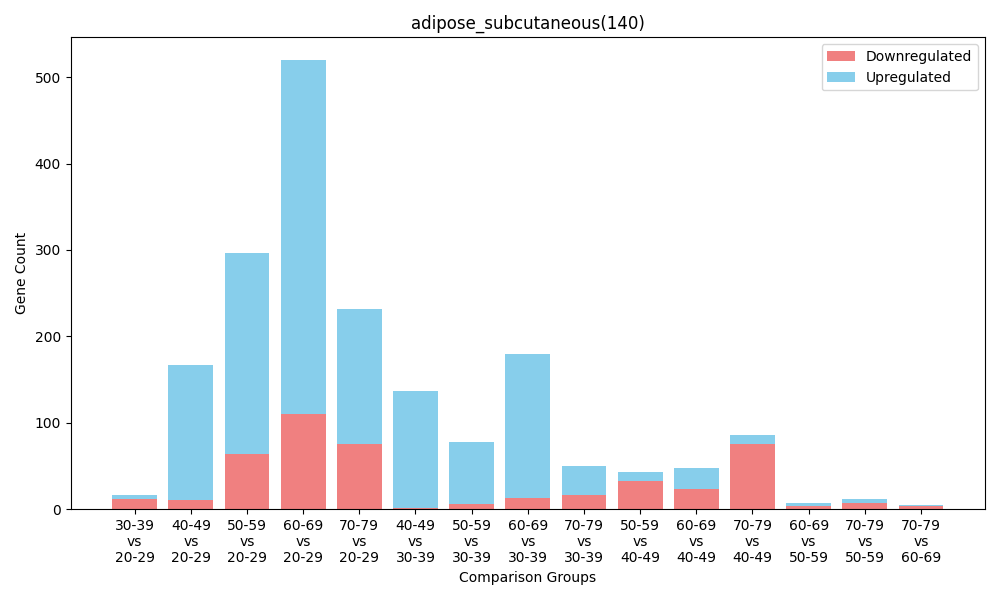 adipose_subcutaneous(140)
Downregulated
Upregulated
Gene Count
500
400
300
200
100
0
30-39
vs
20-29
40-49
vs
20-29
50-59
vs
20-29
60-69
vs
20-29
70-79
vs
20-29
40-49
vs
30-39
50-59
vs
30-39
60-69
vs
30-39
70-79
vs
30-39
50-59
vs
40-49
60-69
vs
40-49
70-79
vs
40-49
60-69
vs
50-59
70-79
vs
50-59
70-79
vs
60-69
Comparison Groups